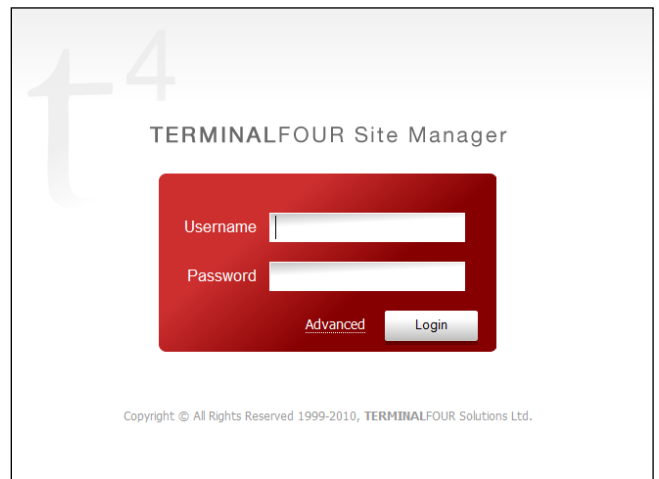 t4
TERMINALFOUR Site Manager
Username
Password
Advanced
Login
Copyright © All Rights Reserved 1999-2010, TERMINALFOUR Solutions Ltd.